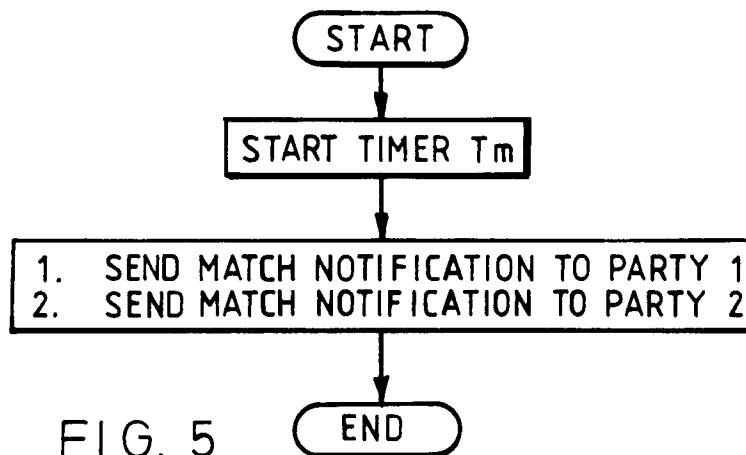 START
START TIMER Tm
1. SEND MATCH NOTIFICATION TO PARTY 1
2. SEND MATCH NOTIFICATION TO PARTY 2
END
FIG. 5